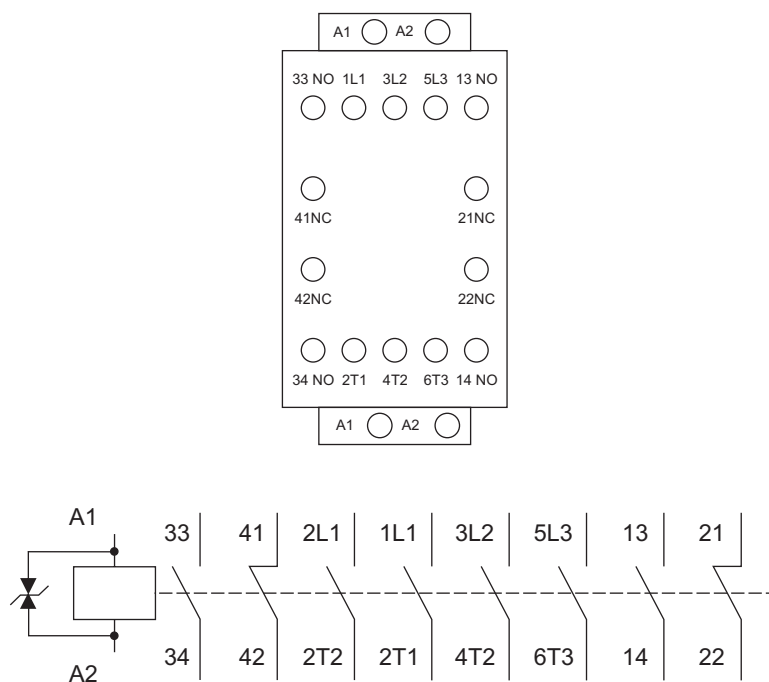 A1 A2
33 NO 1L1 3L2 5L3 13 NO
41NC 21NC
42NC 22NC
34 NO 2T1 4T2 6T3 14 NO
A1 A2
A1
33 41 2L1 1L1 3L2 5L3 13 21
34 42 2T2 2T1 4T2 6T3 14 22
A2